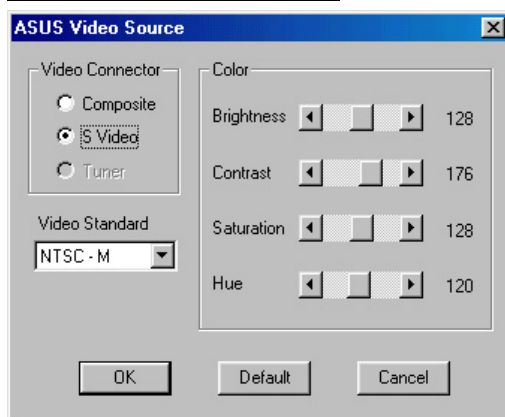 ASUS Video Source
Video Connector
Composite
S Video
Tuner
Video Standard
NTSC - M
Color
Brightness 128
Contrast 176
Saturation 128
Hue 120
OK Default Cancel